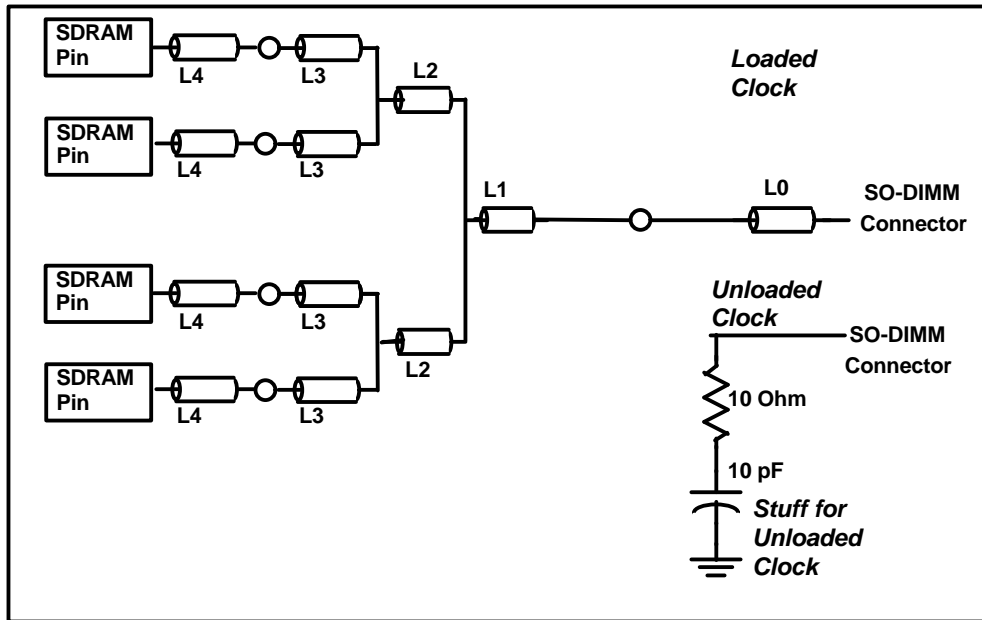 SDRAM
Pin
L4
L3
L2
Loaded
Clock
SDRAM
Pin
L4
L3
L1
L0
SO-DIMM
Connector
SDRAM
Pin
L4
L3
L2
Unloaded
Clock
SO-DIMM
Connector
SDRAM
Pin
L4
L3
10 Ohm
10 pF
Stuff for
Unloaded
Clock